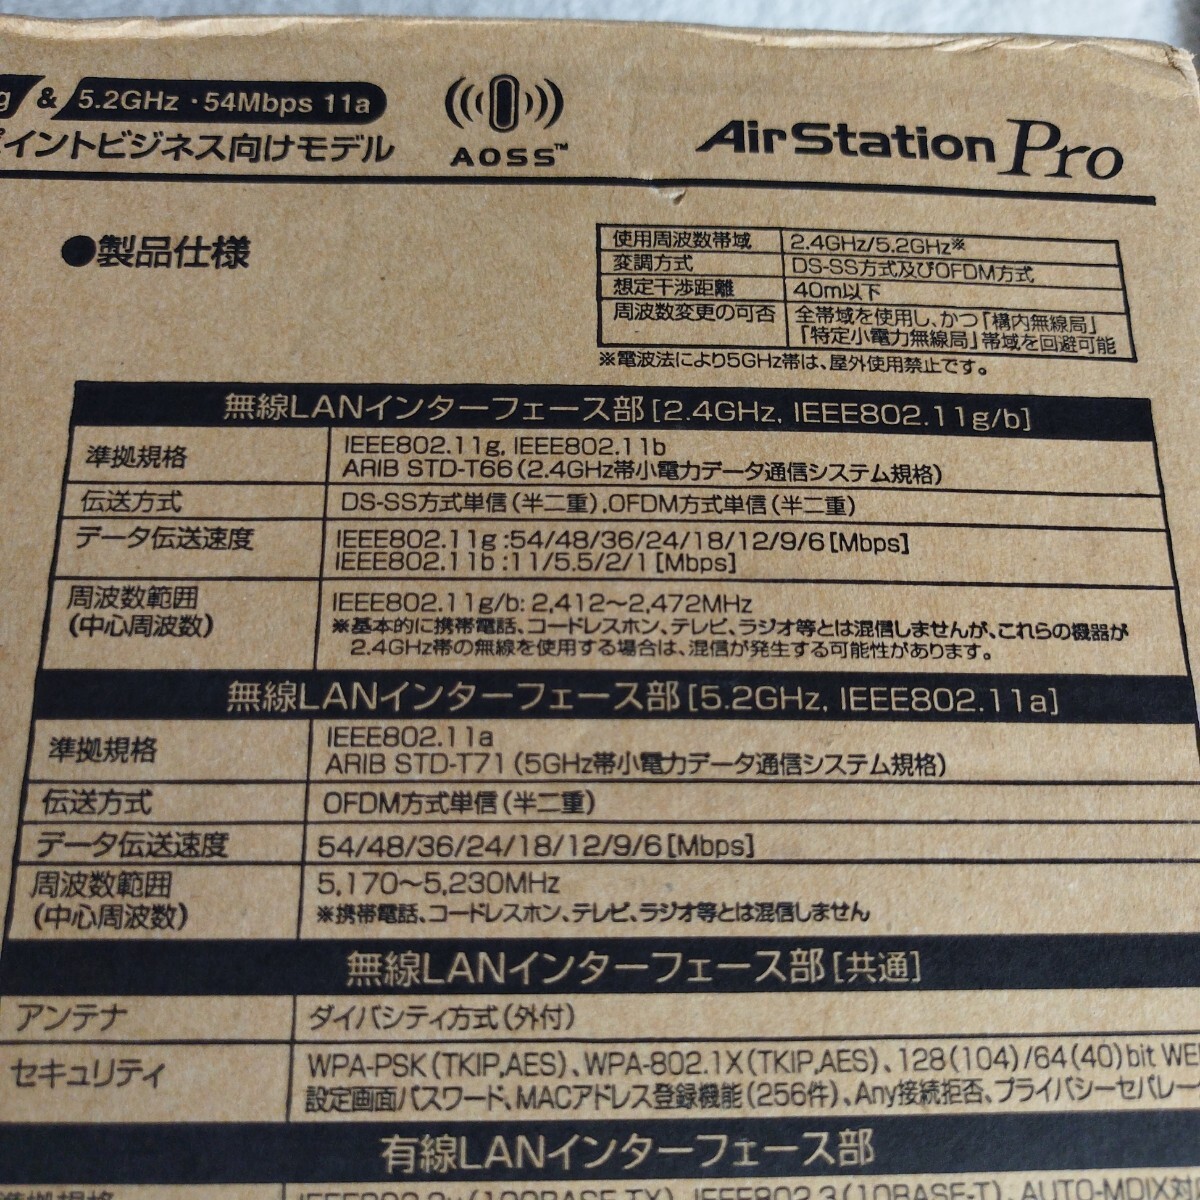 g & 5.2GHz・54Mbps 11a
イントビジネス向けモデル
AOSS™
AirStation Pro
●製品仕様
使用周波数帯域 2.4GHz/5.2GHz※
変調方式 DS-SS方式及びOFDM方式
想定干渉距離 40m以下
周波数変更の可否 全帯域を使用し、かつ「構内無線局」
「特定小電力無線局」帯域を回避可能
※電波法により5GHz帯は、屋外使用禁止です。
無線LANインターフェース部[2.4GHz, IEEE802.11g/b]
準拠規格 IEEE802.11g, IEEE802.11b
ARIB STD-T66(2.4GHz帯小電力データ通信システム規格)
伝送方式 DS-SS方式単信(半二重),OFDM方式単信(半二重)
データ伝送速度 IEEE802.11g:54/48/36/24/18/12/9/6[Mbps]
IEEE802.11b:11/5.5/2/1[Mbps]
周波数範囲 IEEE802.11g/b: 2,412～2,472MHz
(中心周波数) ※基本的に携帯電話、コードレスホン、テレビ、ラジオ等とは混信しませんが、これらの機器が
2.4GHz帯の無線を使用する場合は、混信が発生する可能性があります。
無線LANインターフェース部[5.2GHz, IEEE802.11a]
準拠規格 IEEE802.11a
ARIB STD-T71(5GHz帯小電力データ通信システム規格)
伝送方式 OFDM方式単信(半二重)
データ伝送速度 54/48/36/24/18/12/9/6[Mbps]
周波数範囲 5,170～5,230MHz
(中心周波数) ※携帯電話、コードレスホン、テレビ、ラジオ等とは混信しません
無線LANインターフェース部[共通]
アンテナ ダイバシティ方式(外付)
セキュリティ WPA-PSK(TKIP,AES)、WPA-802.1X(TKIP,AES)、128(104)/64(40)bit WE
設定画面パスワード、MACアドレス登録機能(256件)、Any接続拒否、プライバシーセパレー
有線LANインターフェース部
準拠規格 IEEE802.3u(100BASE-TX), IEEE802.3(10BASE-T), AUTO-MDIX対